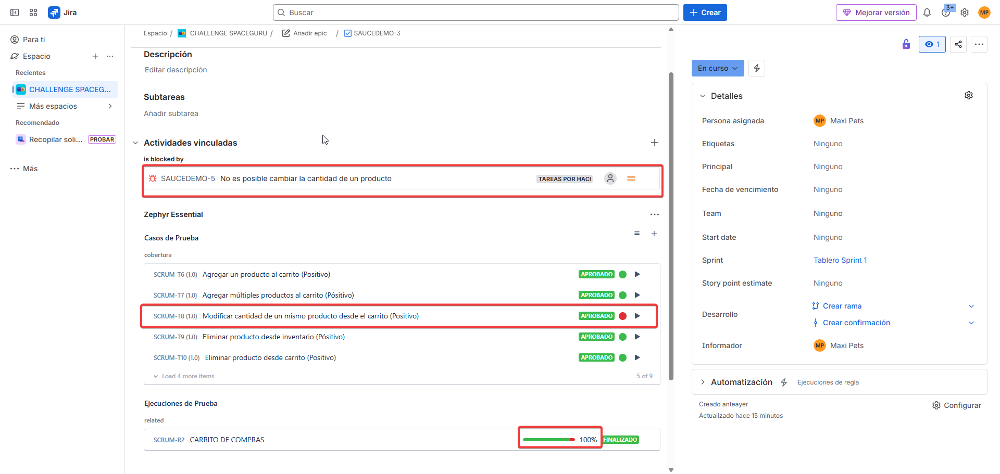 Jira
Buscar
Crear
Mejorar versión
3+
MP
Para ti
Espacio
Recientes
CHALLENGE SPACEG...
Más espacios
Recomendado
Recopilar soli... PROBAR
Más
Espacio / CHALLENGE SPACEGURU / Añadir epic / SAUCEDEMO-3
Descripción
Editar descripción
Subtareas
Añadir subtarea
Actividades vinculadas
is blocked by
SAUCEDEMO-5 No es posible cambiar la cantidad de un producto TAREAS POR HACI
Zephyr Essential
Casos de Prueba
cobertura
SCRUM-T6 (1.0) Agregar un producto al carrito (Positivo) APROBADO
SCRUM-T7 (1.0) Agregar múltiples productos al carrito (Pósitivo) APROBADO
SCRUM-T8 (1.0) Modificar cantidad de un mismo producto desde el carrito (Positivo) APROBADO
SCRUM-T9 (1.0) Eliminar producto desde inventario (Pósitivo) APROBADO
SCRUM-T10 (1.0) Eliminar producto desde carrito (Positivo) APROBADO
Load 4 more items 5 of 9
Ejecuciones de Prueba
related
SCRUM-R2 CARRITO DE COMPRAS 100% FINALIZADO
1
En curso
Detalles
Persona asignada MP Maxi Pets
Etiquetas Ninguno
Principal Ninguno
Fecha de vencimiento Ninguno
Team Ninguno
Start date Ninguno
Sprint Tablero Sprint 1
Story point estimate Ninguno
Desarrollo
Crear rama
Crear confirmación
Informador MP Maxi Pets
Automatización Ejecuciones de regla
Creado anteayer
Actualizado hace 15 minutos
Configurar